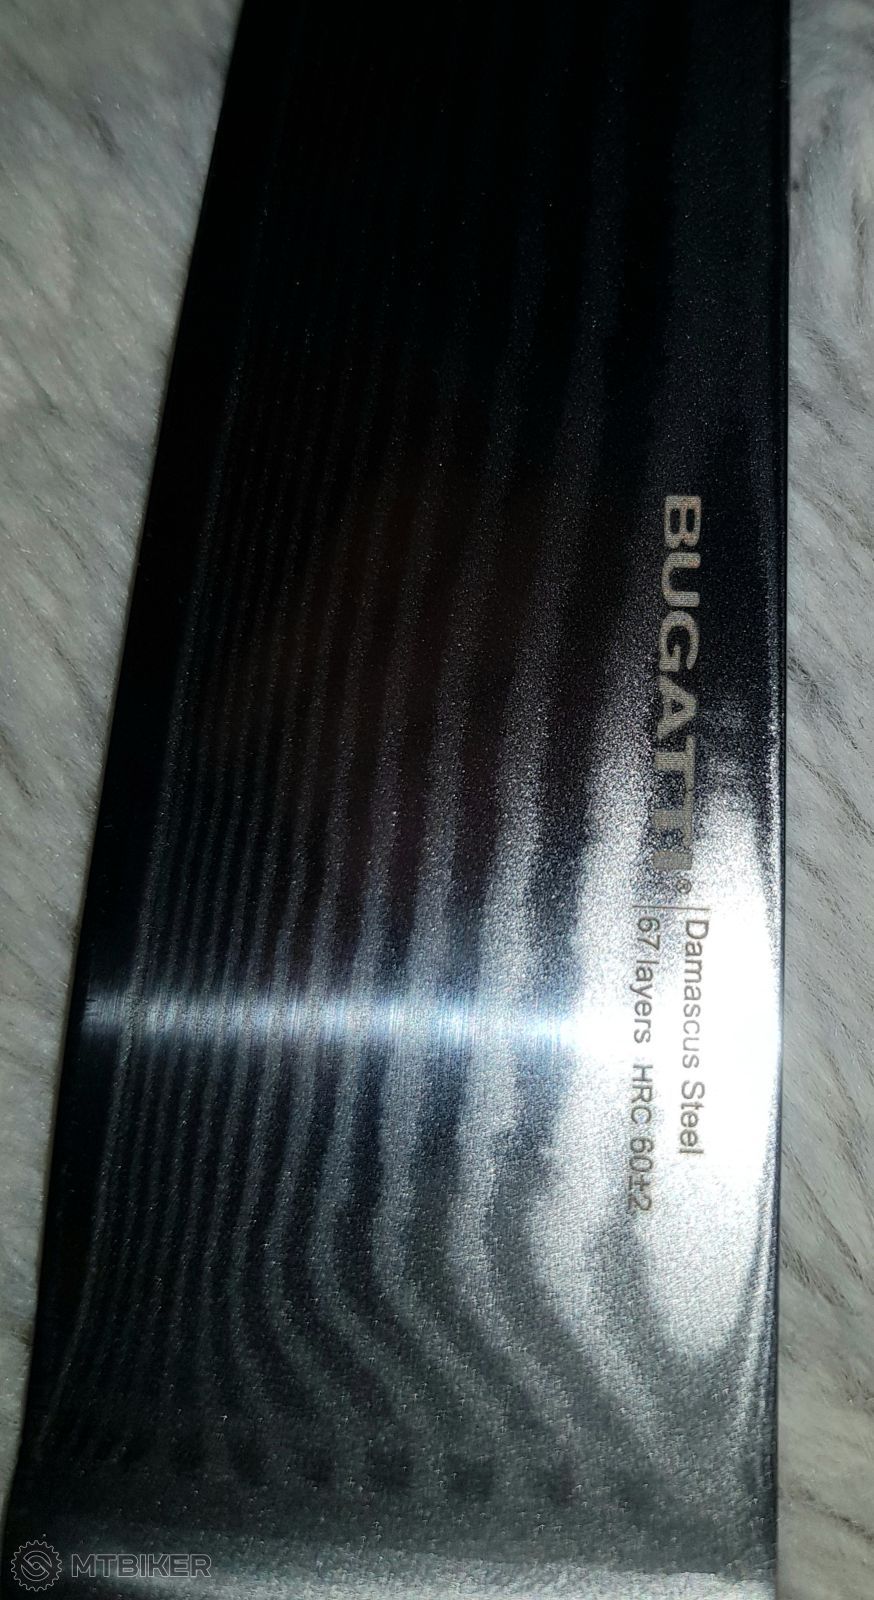 BUGATTI®
Damascus Steel
67 layers HRC 60±2
MTBIKER